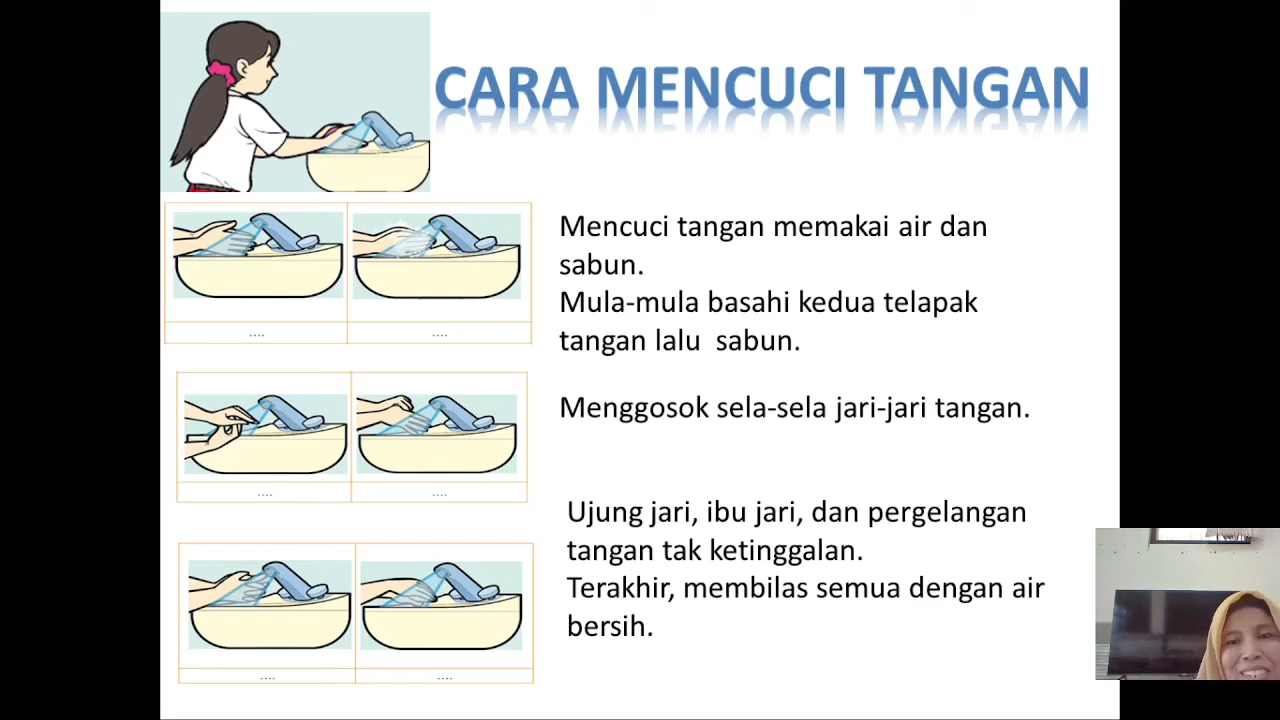 CARA MENCUCI TANGAN
Mencuci tangan memakai air dan
sabun.
Mula-mula basahi kedua telapak
tangan lalu sabun.
.... ....
Menggosok sela-sela jari-jari tangan.
.... ....
Ujung jari, ibu jari, dan pergelangan
tangan tak ketinggalan.
Terakhir, membilas semua dengan air
bersih.
.... ....